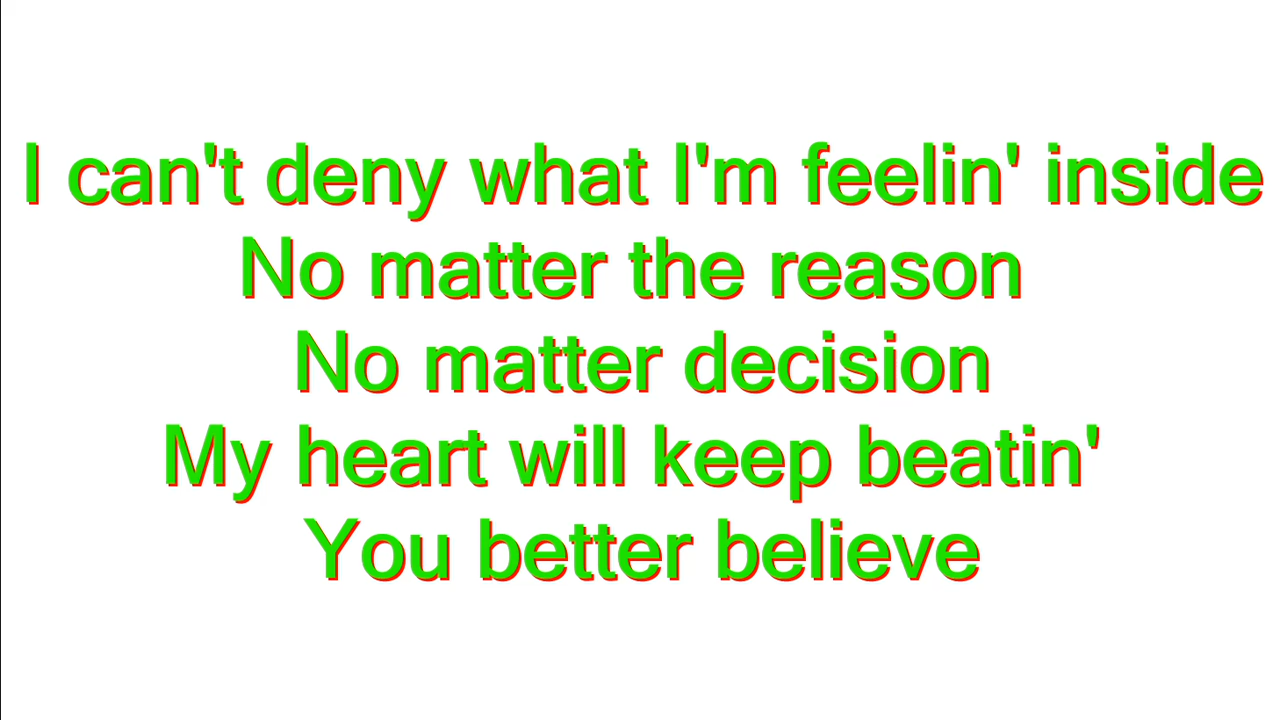 I can't deny what I'm feelin' inside
No matter the reason
No matter decision
My heart will keep beatin'
You better believe